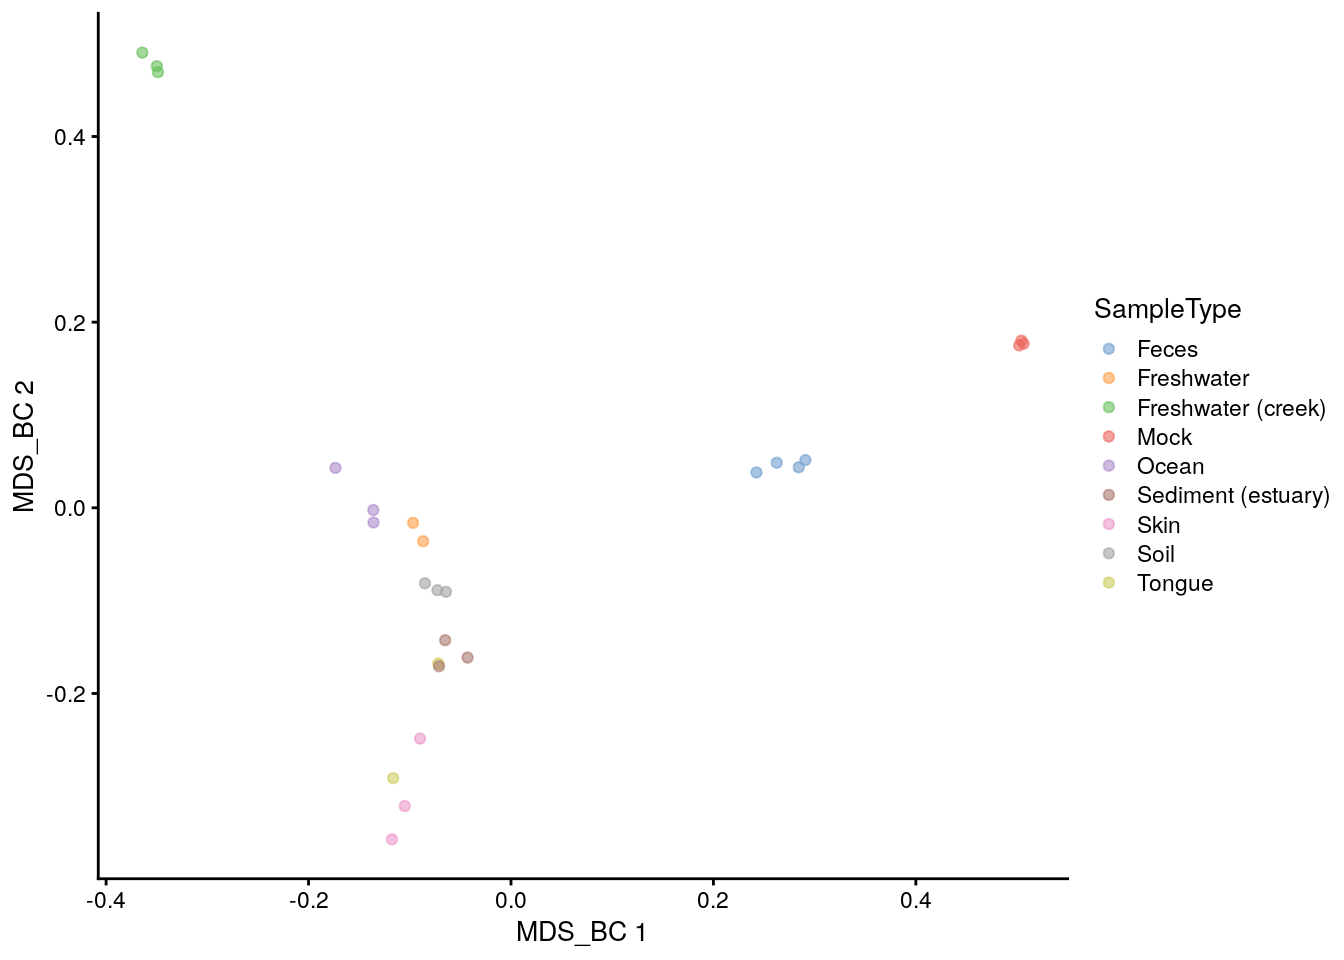 0.4
0.2
0.0
-0.2
MDS_BC 2
-0.4
-0.2
0.0
0.2
0.4
MDS_BC 1
SampleType
Feces
Freshwater
Freshwater (creek)
Mock
Ocean
Sediment (estuary)
Skin
Soil
Tongue